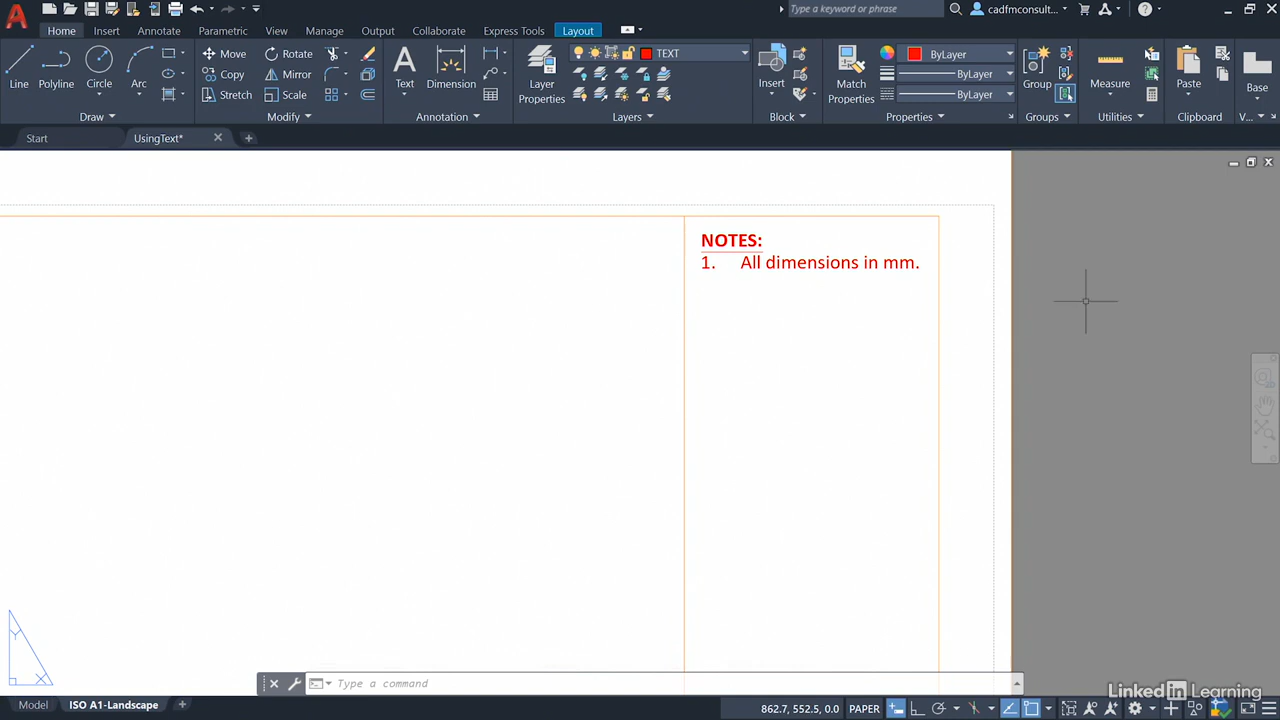 Type a keyword or phrase
cadfmconsult...
Home Insert Annotate Parametric View Manage Output Collaborate Express Tools Layout
Line Polyline Circle Arc
Move Rotate
Copy Mirror
Stretch Scale
Text Dimension
Layer Properties
TEXT
Insert
Match Properties
ByLayer
ByLayer
ByLayer
Group Measure Paste Base
Draw Modify Annotation Layers Block Properties Groups Utilities Clipboard V...
Start UsingText*
NOTES:
1. All dimensions in mm.
Y
X
Type a command
LinkedIn Learning
Model ISO A1-Landscape
862.7, 552.5, 0.0 PAPER